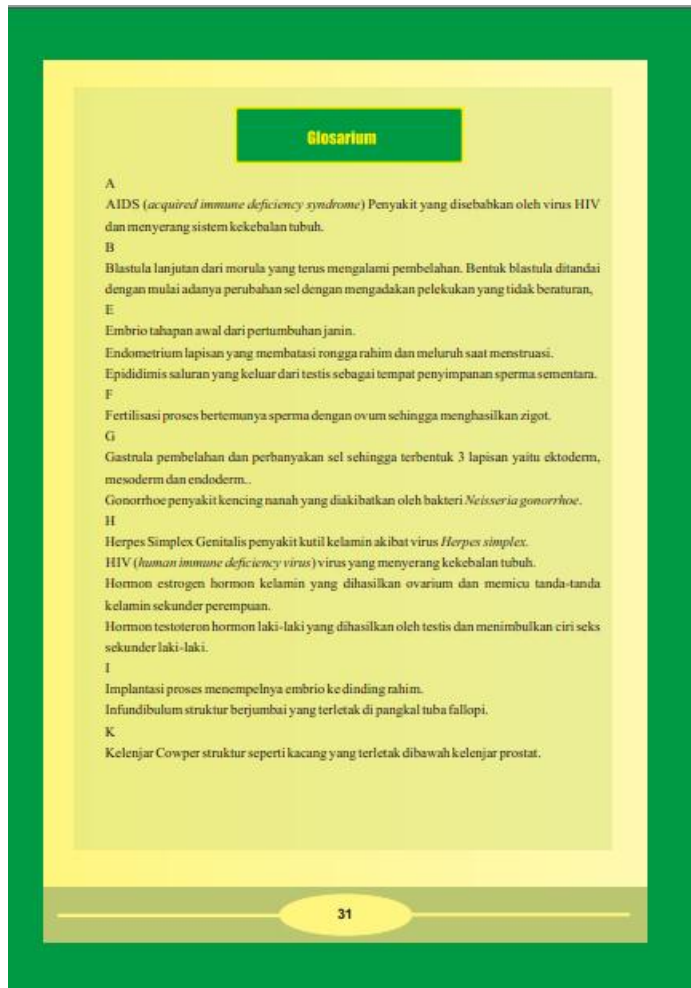 Glosarium
A
AIDS (acquired immune deficiency syndrome) Penyakit yang disebabkan oleh virus HIV
dan menyerang sistem kekebalan tubuh.
B
Blastula lanjutan dari morula yang terus mengalami pembelahan. Bentuk blastula ditandai
dengan mulai adanya perubahan sel dengan mengadakan pelekukan yang tidak beraturan,
E
Embrio tahapan awal dari pertumbuhan janin.
Endometrium lapisan yang membatasi rongga rahim dan meluruh saat menstruasi.
Epididimis saluran yang keluar dari testis sebagai tempat penyimpanan sperma sementara.
F
Fertilisasi proses bertemunya sperma dengan ovum sehingga menghasilkan zigot.
G
Gastrula pembelahan dan perbanyakan sel sehingga terbentuk 3 lapisan yaitu ektoderm,
mesoderm dan endoderm..
Gonorrhoe penyakit kencing nanah yang diakibatkan oleh bakteri Neisseria gonorrhoe.
H
Herpes Simplex Genitalis penyakit kutil kelamin akibat virus Herpes simplex.
HIV (human immune deficiency virus) virus yang menyerang kekebalan tubuh.
Hormon estrogen hormon kelamin yang dihasilkan ovarium dan memicu tanda-tanda
kelamin sekunder perempuan.
Hormon testoteron hormon laki-laki yang dihasilkan oleh testis dan menimbulkan ciri seks
sekunder laki-laki.
I
Implantasi proses menempelnya embrio ke dinding rahim.
Infundibulum struktur berjumbai yang terletak di pangkal tuba fallopi.
K
Kelenjar Cowper struktur seperti kacang yang terletak dibawah kelenjar prostat.
31